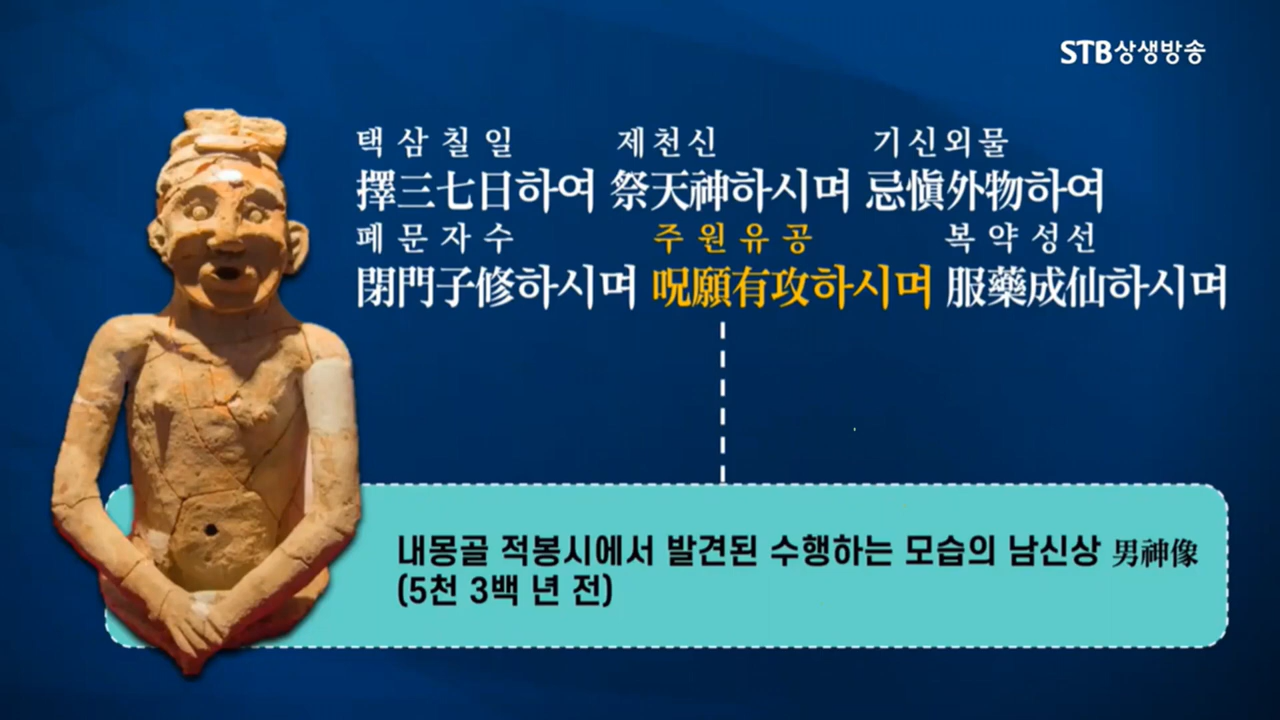 STB상생방송
택삼칠일 제천신 기신외물
擇三七日하여 祭天神하시며 忌愼外物하여
폐문자수 주원유공 복약성선
閉門子修하시며 呪願有攻하시며 服藥成仙하시며
내몽골 적봉시에서 발견된 수행하는 모습의 남신상 男神像
(5천 3백 년 전)